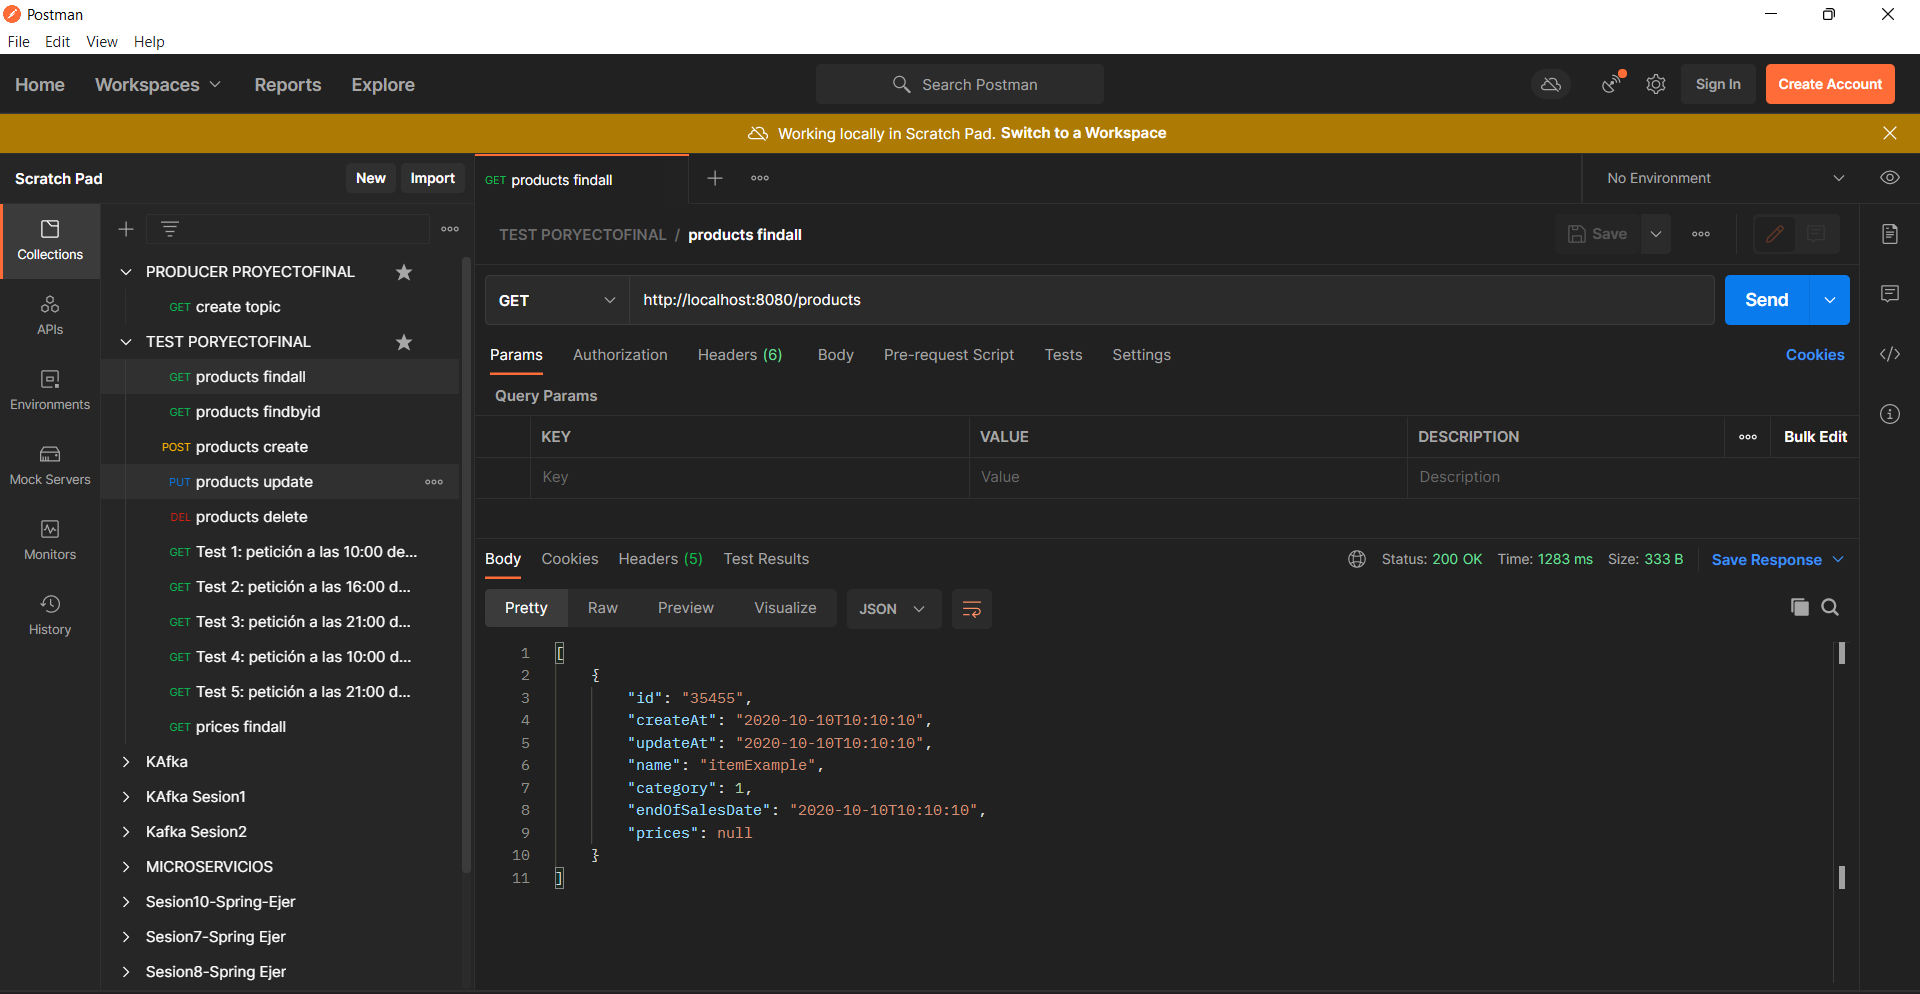 Postman
File Edit View Help
Home Workspaces Reports Explore Search Postman Sign In Create Account
Working locally in Scratch Pad. Switch to a Workspace
Scratch Pad New Import
GET products findall
No Environment
Collections
APIs
Environments
Mock Servers
Monitors
History
PRODUCER PROYECTOFINAL
GET create topic
TEST PORYECTOFINAL
GET products findall
GET products findbyid
POST products create
PUT products update
DEL products delete
GET Test 1: petición a las 10:00 de...
GET Test 2: petición a las 16:00 d...
GET Test 3: petición a las 21:00 d...
GET Test 4: petición a las 10:00 d...
GET Test 5: petición a las 21:00 d...
GET prices findall
KAfka
KAfka Sesion1
Kafka Sesion2
MICROSERVICIOS
Sesion10-Spring-Ejer
Sesion7-Spring Ejer
Sesion8-Spring Ejer
TEST PORYECTOFINAL / products findall
Save
GET http://localhost:8080/products Send
Params Authorization Headers (6) Body Pre-request Script Tests Settings Cookies
Query Params
KEY VALUE DESCRIPTION Bulk Edit
Key Value Description
Body Cookies Headers (5) Test Results Status: 200 OK Time: 1283 ms Size: 333 B Save Response
Pretty Raw Preview Visualize JSON
1 [
2 {
3 "id": "35455",
4 "createAt": "2020-10-10T10:10:10",
5 "updateAt": "2020-10-10T10:10:10",
6 "name": "itemExample",
7 "category": 1,
8 "endOfSalesDate": "2020-10-10T10:10:10",
9 "prices": null
10 }
11 ]